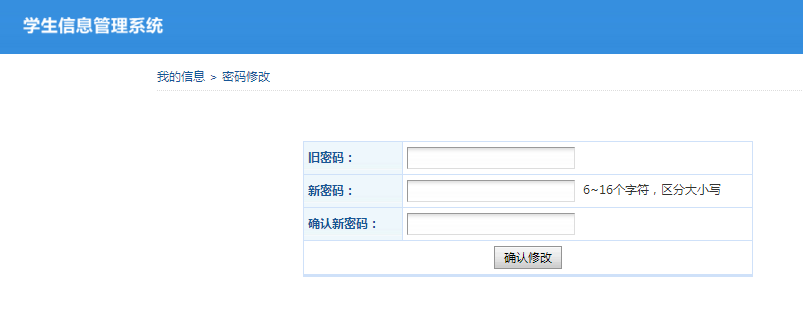 学生信息管理系统
我的信息 > 密码修改
旧密码：
新密码： 6~16个字符，区分大小写
确认新密码：
确认修改